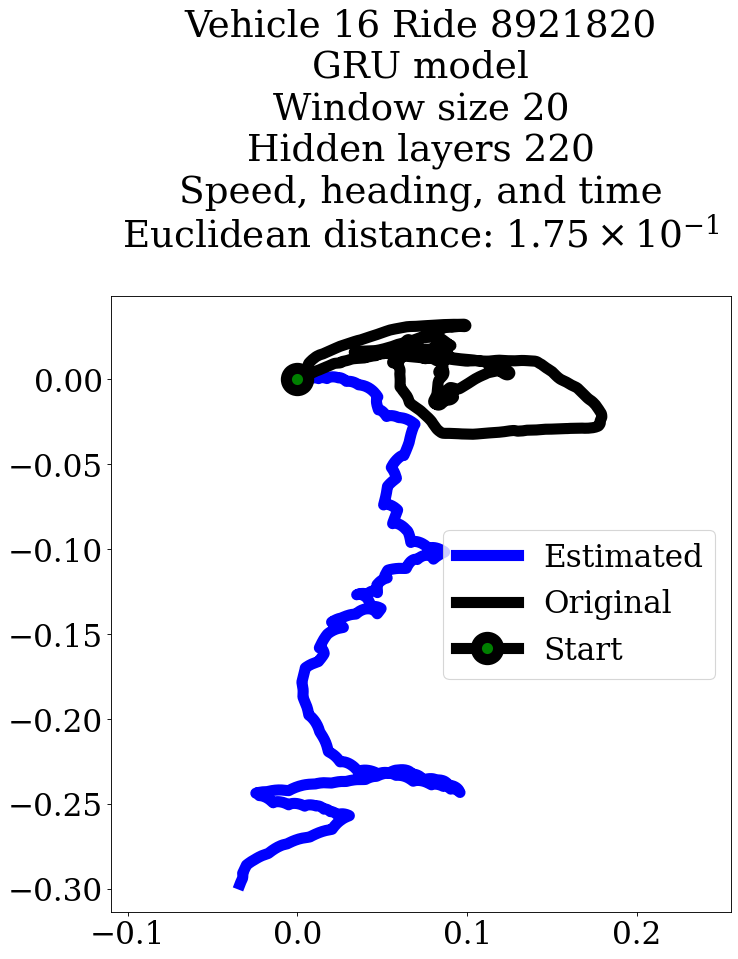 Vehicle 16 Ride 8921820
GRU model
Window size 20
Hidden layers 220
Speed, heading, and time
Euclidean distance: 1.75 × 10⁻¹
0.00
−0.05
−0.10
−0.15
−0.20
−0.25
−0.30
Estimated
Original
Start
−0.1
0.0
0.1
0.2